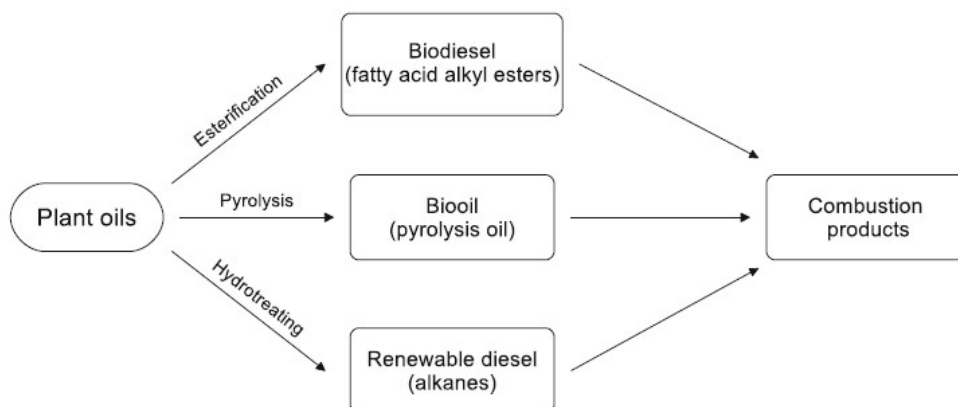 Biodiesel
(fatty acid alkyl esters)
Esterification
Plant oils
Pyrolysis
Biooil
(pyrolysis oil)
Combustion
products
Hydrotreating
Renewable diesel
(alkanes)